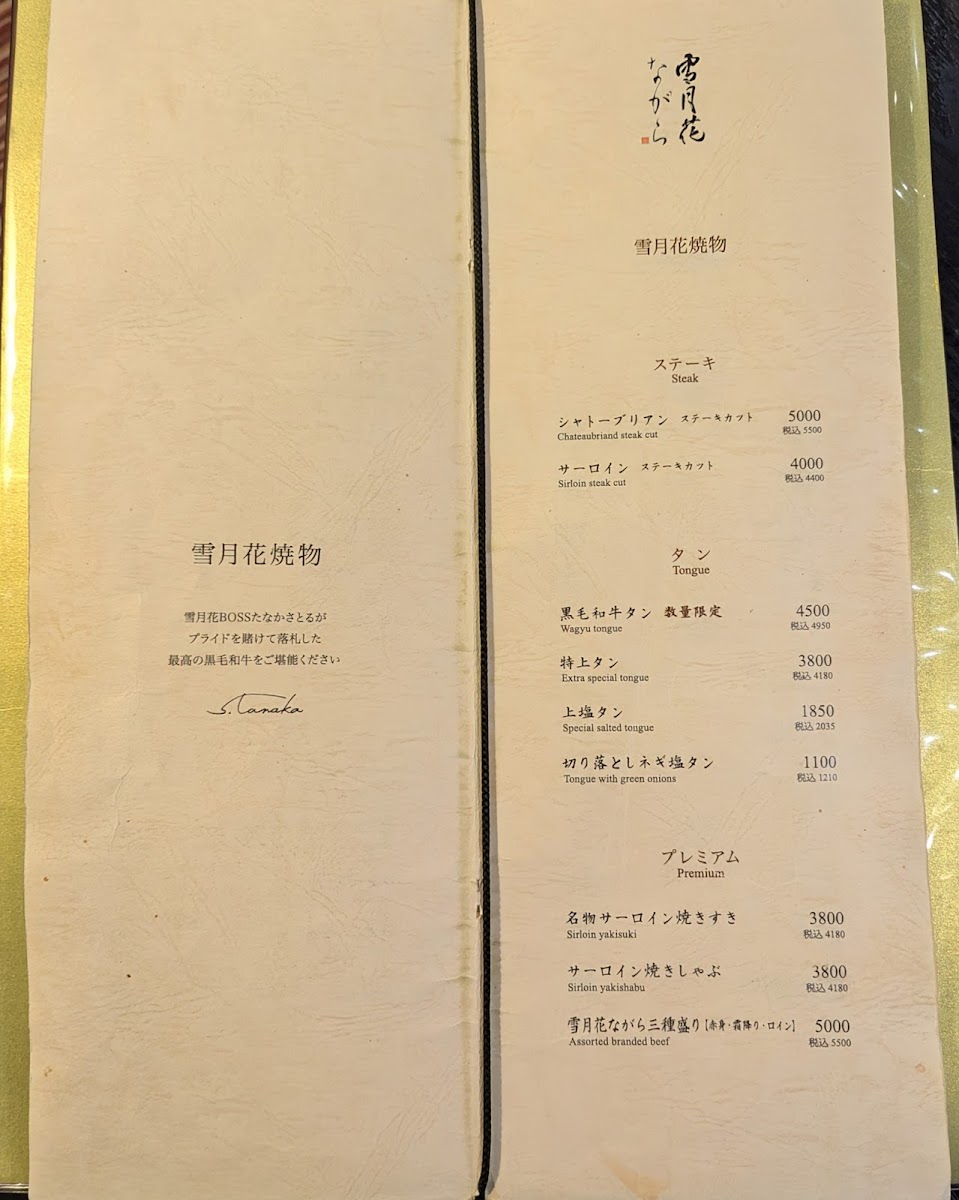 雪月花焼物
雪月花BOSSたなかさとるが
プライドを賭けて落札した
最高の黒毛和牛をご堪能ください
S.Tanaka
雪月花
ながら
雪月花焼物
ステーキ
Steak
シャトーブリアン ステーキカット 5000
Chateaubriand steak cut 税込 5500
サーロイン ステーキカット 4000
Sirloin steak cut 税込 4400
タン
Tongue
黒毛和牛タン 数量限定 4500
Wagyu tongue 税込 4950
特上タン 3800
Extra special tongue 税込 4180
上塩タン 1850
Special salted tongue 税込 2035
切り落としネギ塩タン 1100
Tongue with green onions 税込 1210
プレミアム
Premium
名物サーロイン焼きすき 3800
Sirloin yakisuki 税込 4180
サーロイン焼きしゃぶ 3800
Sirloin yakishabu 税込 4180
雪月花ながら三種盛り【赤身・霜降り・ロイン】 5000
Assorted branded beef 税込 5500